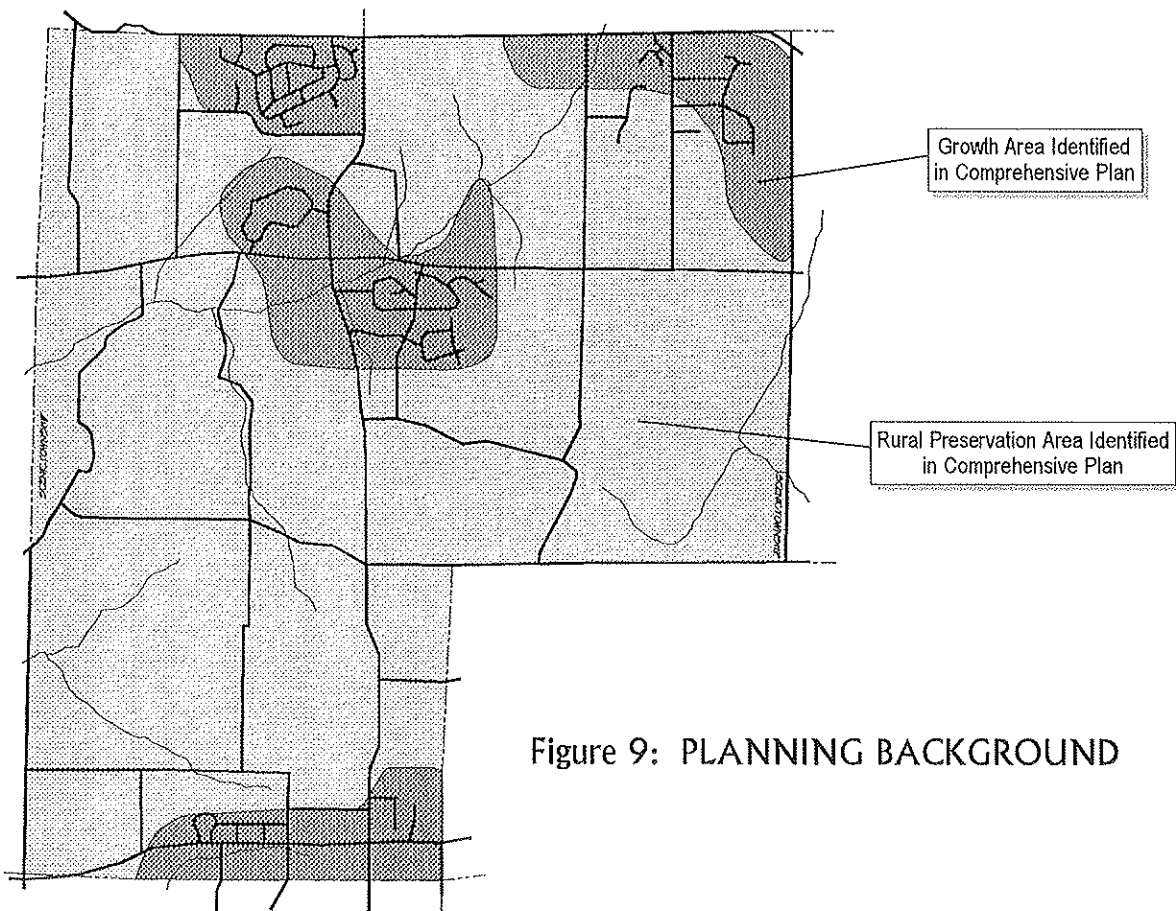 Growth Area Identified
in Comprehensive Plan
Rural Preservation Area Identified
in Comprehensive Plan
Figure 9: PLANNING BACKGROUND